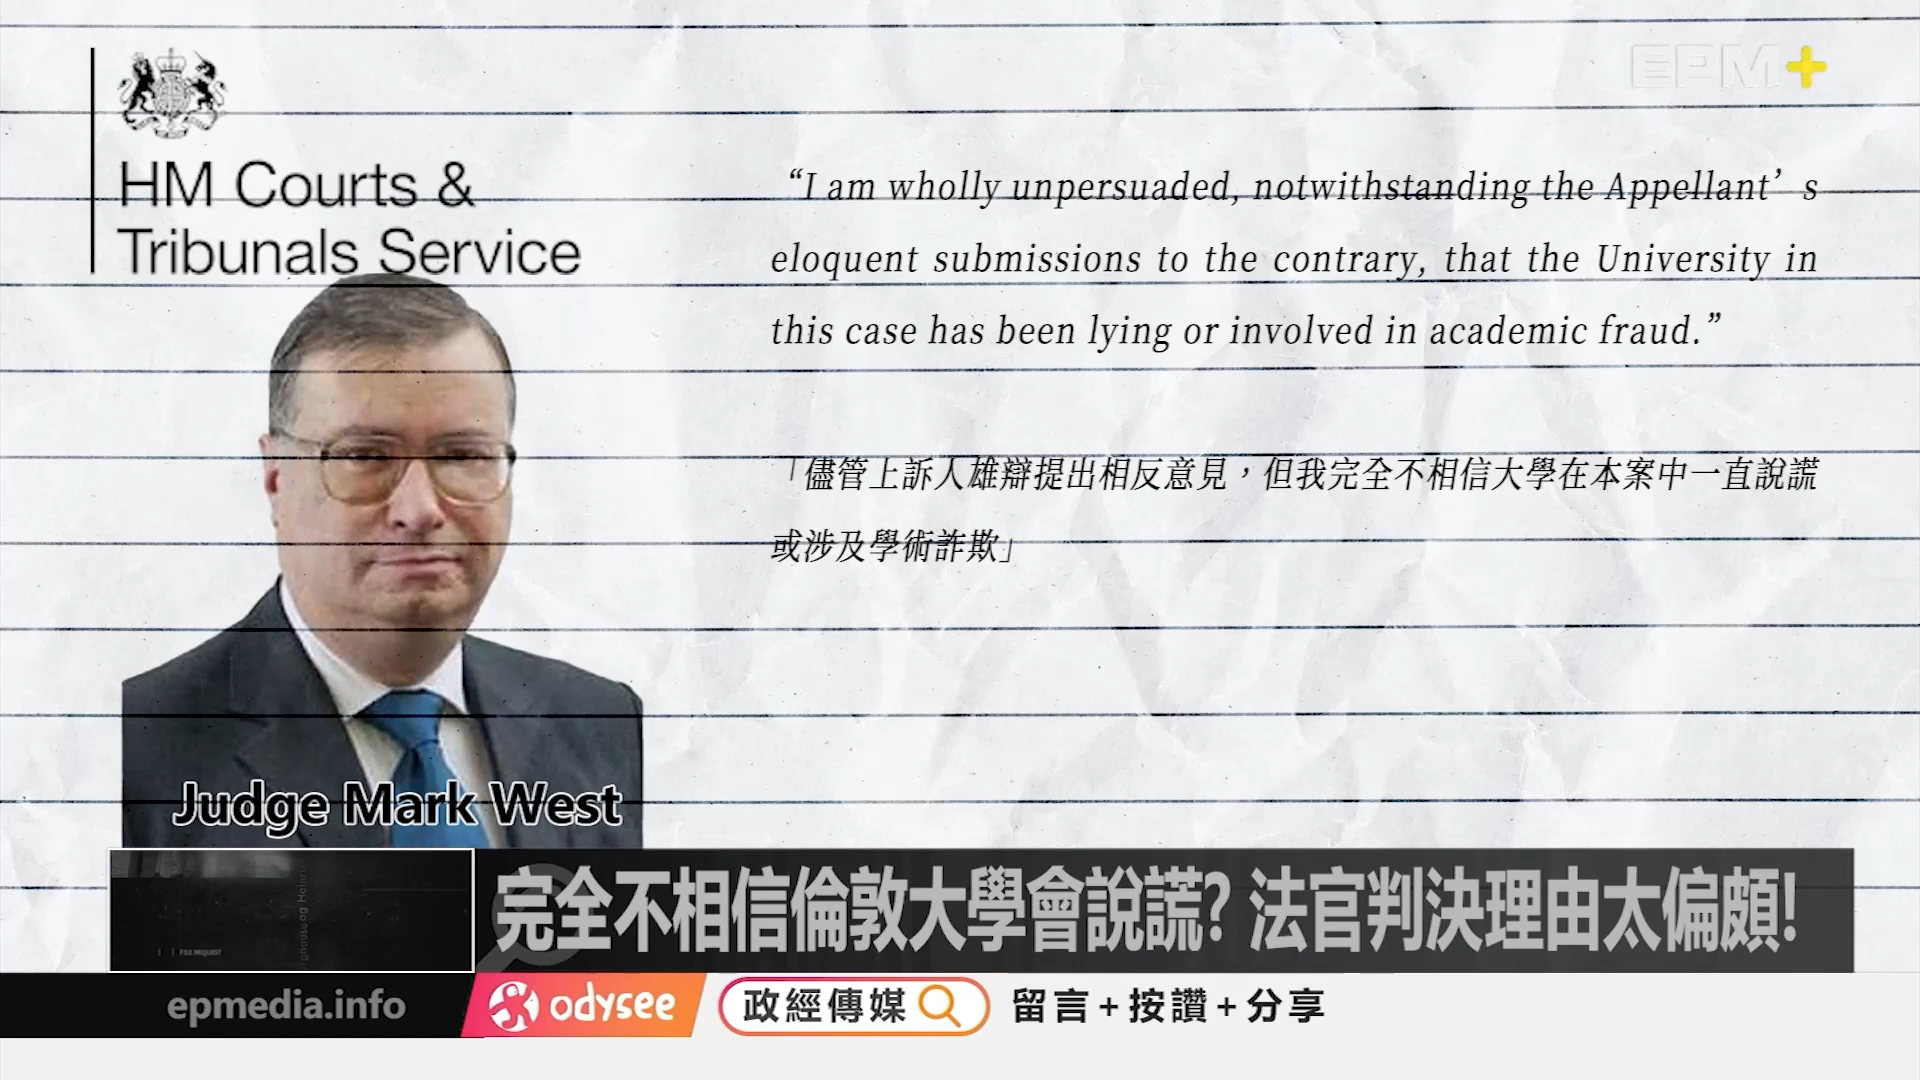 EPM+
HM Courts &
Tribunals Service
“I am wholly unpersuaded, notwithstanding the Appellant’s
eloquent submissions to the contrary, that the University in
this case has been lying or involved in academic fraud.”
「儘管上訴人雄辯提出相反意見，但我完全不相信大學在本案中一直說謊
或涉及學術詐欺」
Judge Mark West
完全不相信倫敦大學會說謊? 法官判決理由太偏頗!
FILE REQUEST
epmedia.info
odysee
政經傳媒
留言+按讚+分享